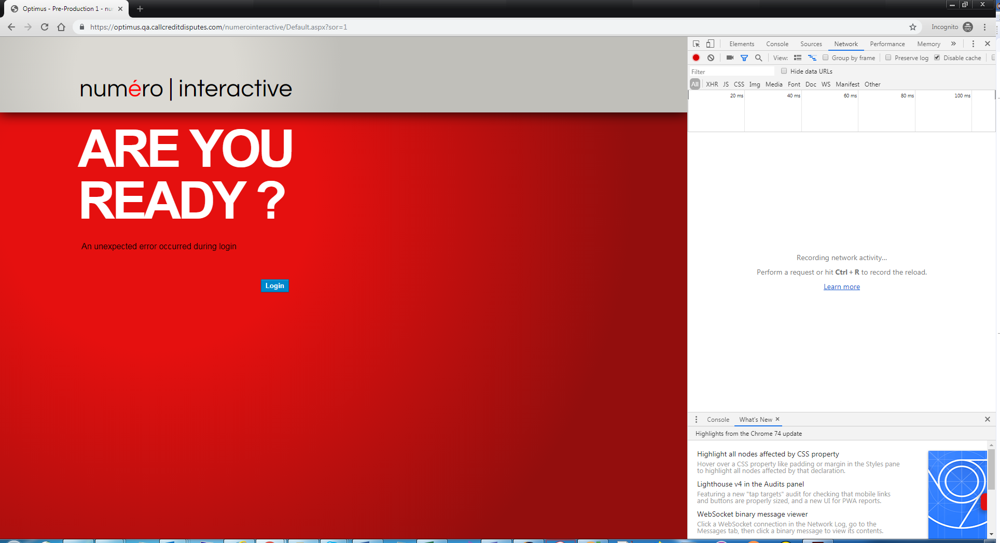 Optimus - Pre-Production 1 - nu
https://optimus.qa.callcreditdisputes.com/numerointeractive/Default.aspx?sor=1
Incognito
numéro | interactive
ARE YOU
READY ?
An unexpected error occurred during login
Login
Elements Console Sources Network Performance Memory »
View: Group by frame Preserve log Disable cache
Filter Hide data URLs
All XHR JS CSS Img Media Font Doc WS Manifest Other
20 ms 40 ms 60 ms 80 ms 100 ms
Recording network activity...
Perform a request or hit Ctrl + R to record the reload.
Learn more
Console What's New
Highlights from the Chrome 74 update
Highlight all nodes affected by CSS property
Hover over a CSS property like padding or margin in the Styles pane
to highlight all nodes affected by that declaration.
Lighthouse v4 in the Audits panel
Featuring a new "tap targets" audit for checking that mobile links
and buttons are properly sized, and a new UI for PWA reports.
WebSocket binary message viewer
Click a WebSocket connection in the Network Log, go to the
Messages tab, then click a binary message to view its contents.